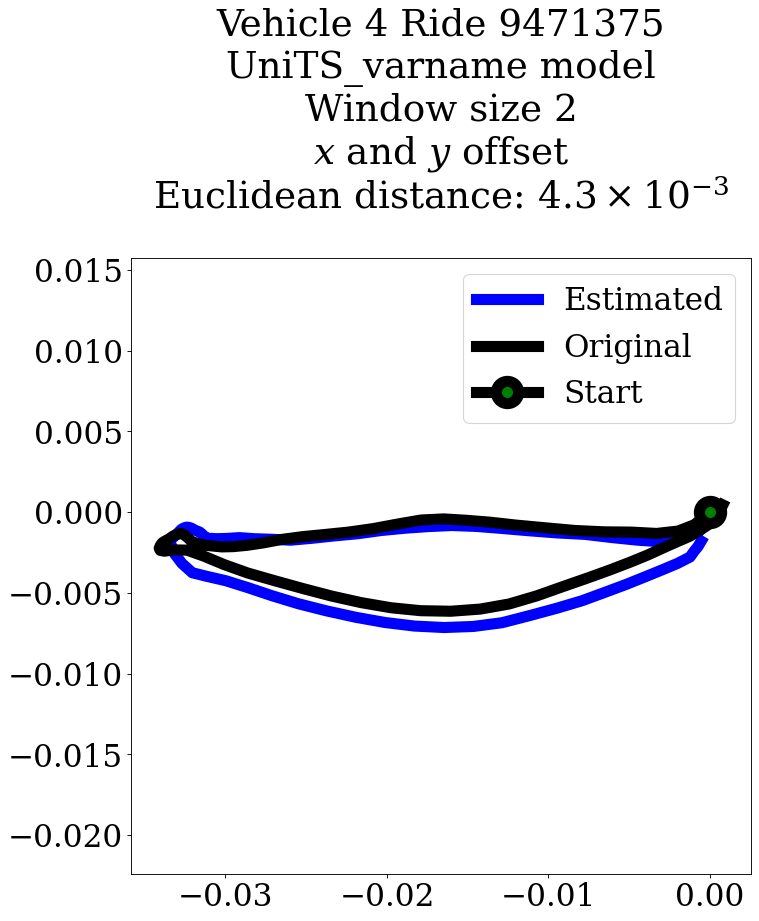 Vehicle 4 Ride 9471375
UniTS_varname model
Window size 2
x and y offset
Euclidean distance: 4.3 × 10⁻³
0.015
0.010
0.005
0.000
−0.005
−0.010
−0.015
−0.020
Estimated
Original
Start
−0.03 −0.02 −0.01 0.00